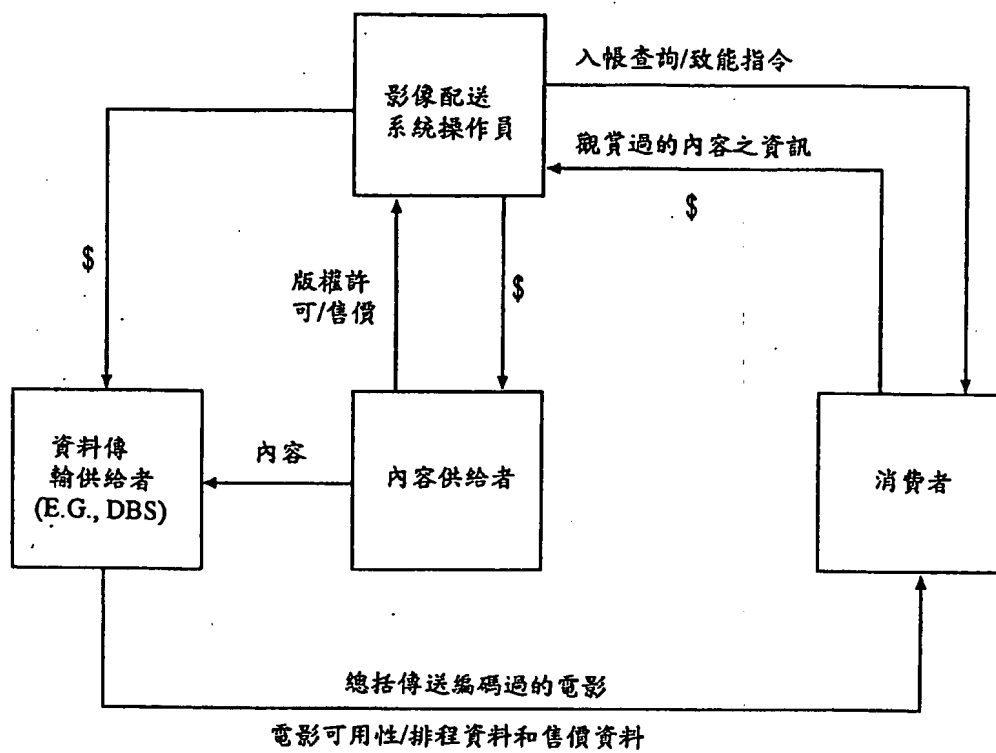 入帳查詢/致能指令
影像配送
系統操作員
觀賞過的內容之資訊
$
$
版權許
可/售價
$
資料傳
輸供給者
(E.G., DBS)
內容
內容供給者
消費者
總括傳送編碼過的電影
電影可用性/排程資料和售價資料